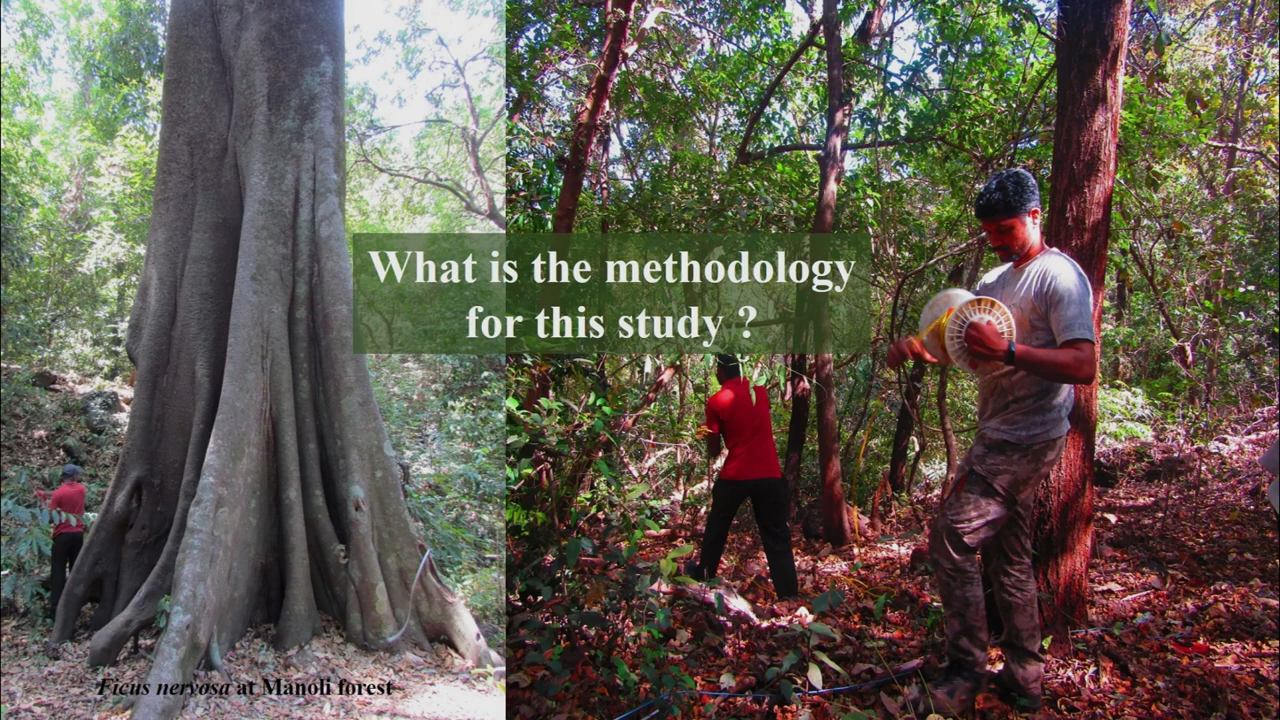 What is the methodology
for this study ?
Ficus nervosa at Manoli forest